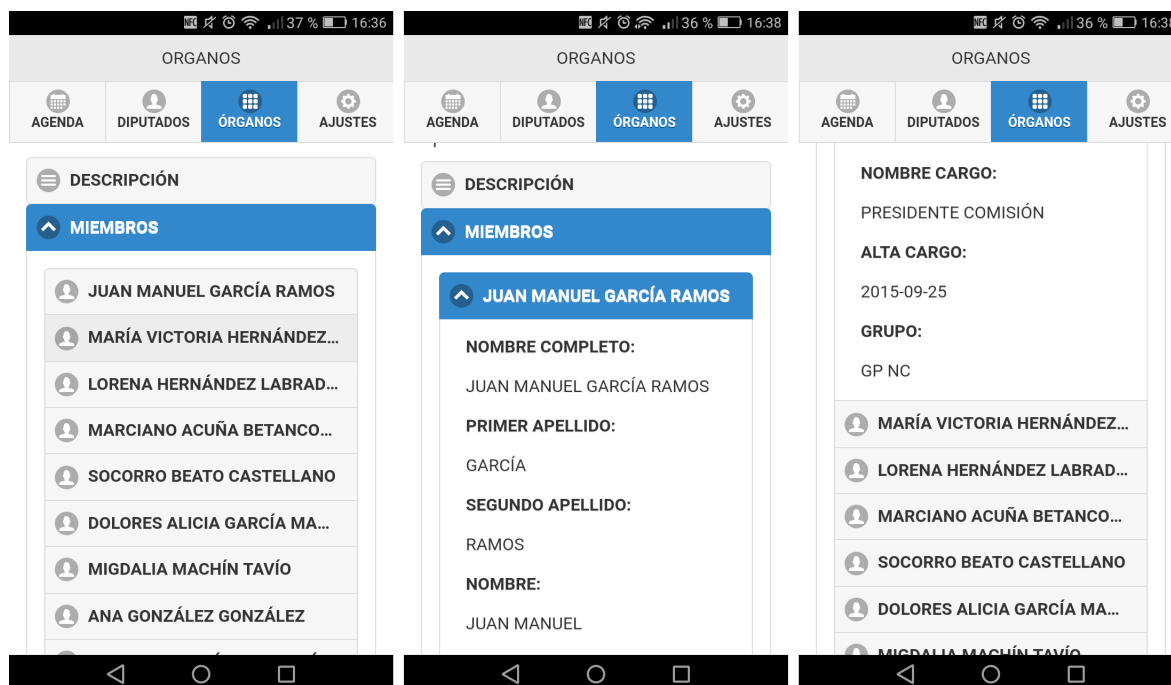 37 % 16:36
ORGANOS
AGENDA DIPUTADOS ÓRGANOS AJUSTES
DESCRIPCIÓN
MIEMBROS
JUAN MANUEL GARCÍA RAMOS
MARÍA VICTORIA HERNÁNDEZ...
LORENA HERNÁNDEZ LABRAD...
MARCIANO ACUÑA BETANCO...
SOCORRO BEATO CASTELLANO
DOLORES ALICIA GARCÍA MA...
MIGDALIA MACHÍN TAVÍO
ANA GONZÁLEZ GONZÁLEZ
36 % 16:38
ORGANOS
AGENDA DIPUTADOS ÓRGANOS AJUSTES
DESCRIPCIÓN
MIEMBROS
JUAN MANUEL GARCÍA RAMOS
NOMBRE COMPLETO:
JUAN MANUEL GARCÍA RAMOS
PRIMER APELLIDO:
GARCÍA
SEGUNDO APELLIDO:
RAMOS
NOMBRE:
JUAN MANUEL
36 % 16:38
ORGANOS
AGENDA DIPUTADOS ÓRGANOS AJUSTES
NOMBRE CARGO:
PRESIDENTE COMISIÓN
ALTA CARGO:
2015-09-25
GRUPO:
GP NC
MARÍA VICTORIA HERNÁNDEZ...
LORENA HERNÁNDEZ LABRAD...
MARCIANO ACUÑA BETANCO...
SOCORRO BEATO CASTELLANO
DOLORES ALICIA GARCÍA MA...
MIGDALIA MACHÍN TAVÍO